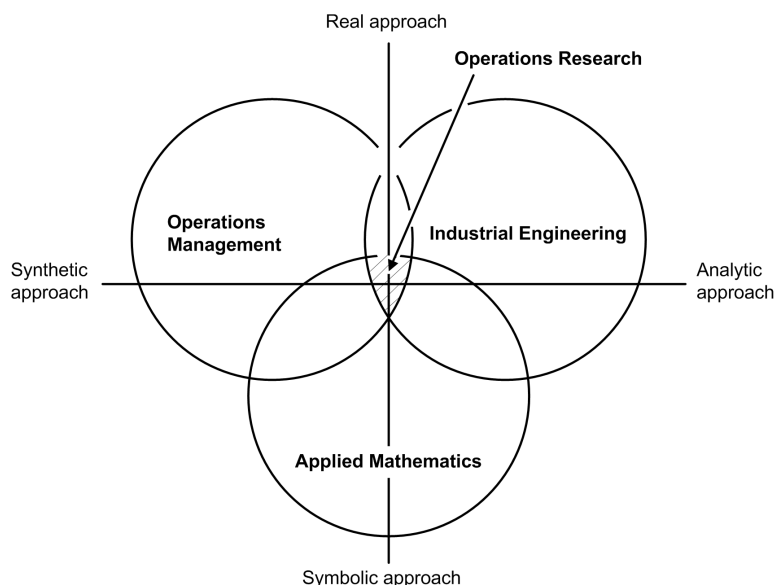 Real approach
Operations Research
Operations
Management
Industrial Engineering
Synthetic
approach
Analytic
approach
Applied Mathematics
Symbolic approach